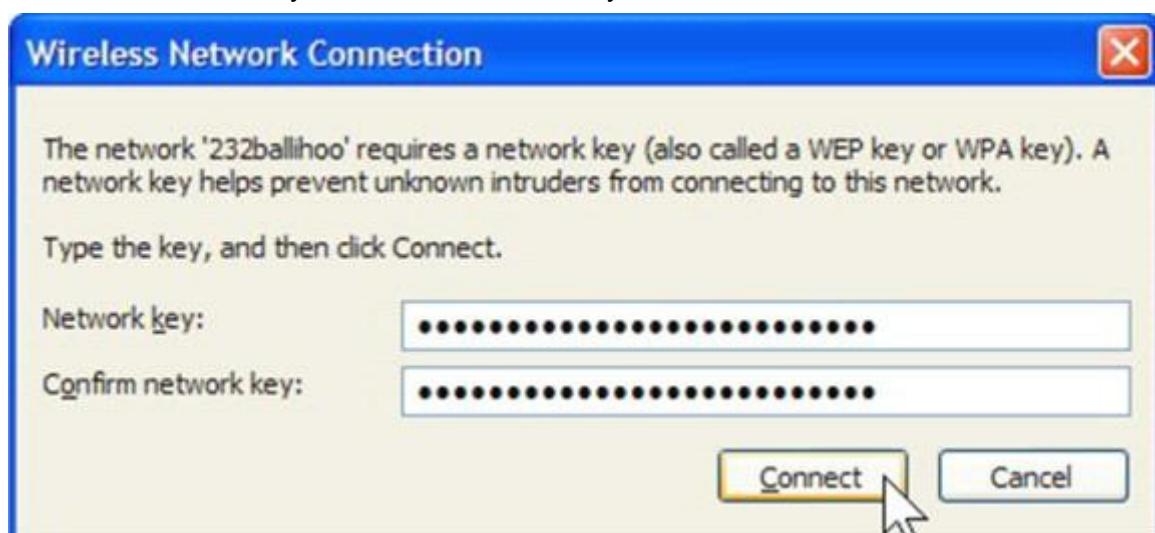 Wireless Network Connection
The network '232ballihoo' requires a network key (also called a WEP key or WPA key). A
network key helps prevent unknown intruders from connecting to this network.
Type the key, and then click Connect.
Network key: ••••••••••••••••••••••••••
Confirm network key: ••••••••••••••••••••••••••
Connect Cancel